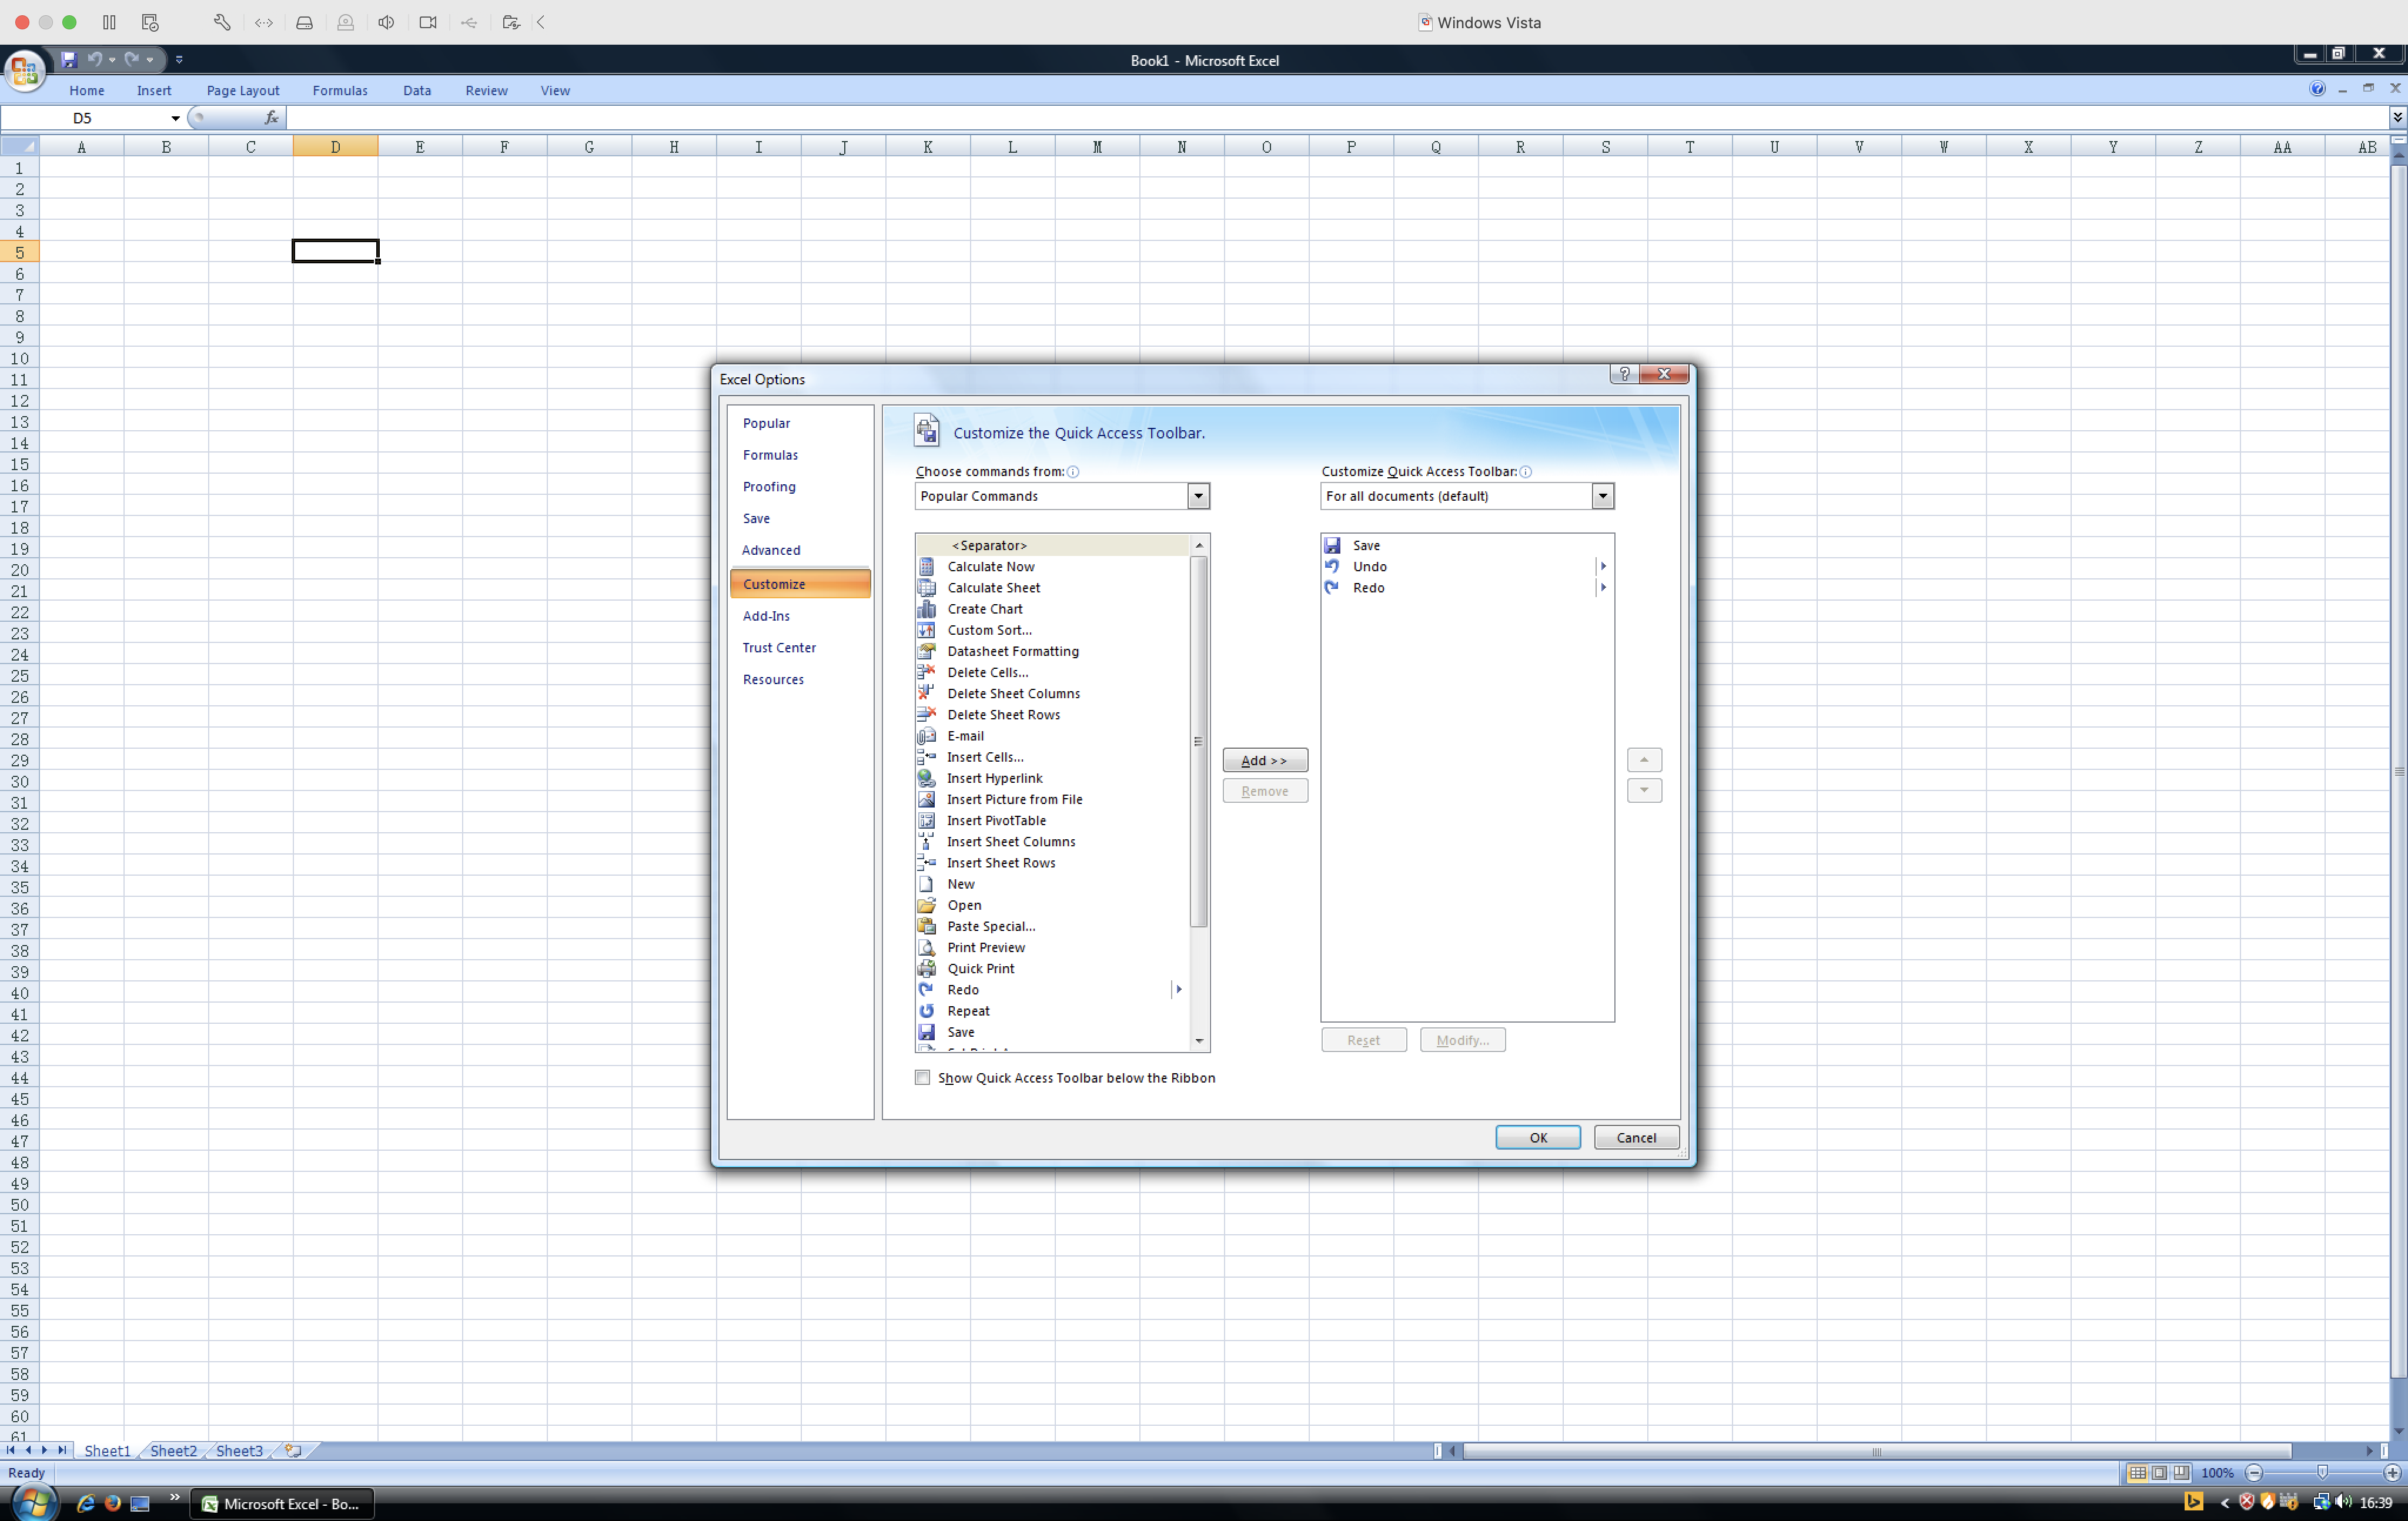 Windows Vista
Book1 - Microsoft Excel
Home Insert Page Layout Formulas Data Review View
D5 fx
A B C D E F G H I J K L M N O P Q R S T U V W X Y Z AA AB
1
2
3
4
5
6
7
8
9
10
11
12
13
14
15
16
17
18
19
20
21
22
23
24
25
26
27
28
29
30
31
32
33
34
35
36
37
38
39
40
41
42
43
44
45
46
47
48
49
50
51
52
53
54
55
56
57
58
59
60
61
Excel Options
Popular
Formulas
Proofing
Save
Advanced
Customize
Add-Ins
Trust Center
Resources
Customize the Quick Access Toolbar.
Choose commands from:
Popular Commands
<Separator>
Calculate Now
Calculate Sheet
Create Chart
Custom Sort...
Datasheet Formatting
Delete Cells...
Delete Sheet Columns
Delete Sheet Rows
E-mail
Insert Cells...
Insert Hyperlink
Insert Picture from File
Insert PivotTable
Insert Sheet Columns
Insert Sheet Rows
New
Open
Paste Special...
Print Preview
Quick Print
Redo
Repeat
Save
Add >>
Remove
Customize Quick Access Toolbar:
For all documents (default)
Save
Undo
Redo
Reset Modify...
Show Quick Access Toolbar below the Ribbon
OK Cancel
Sheet1 Sheet2 Sheet3
Ready 100%
Microsoft Excel - Bo... 16:39